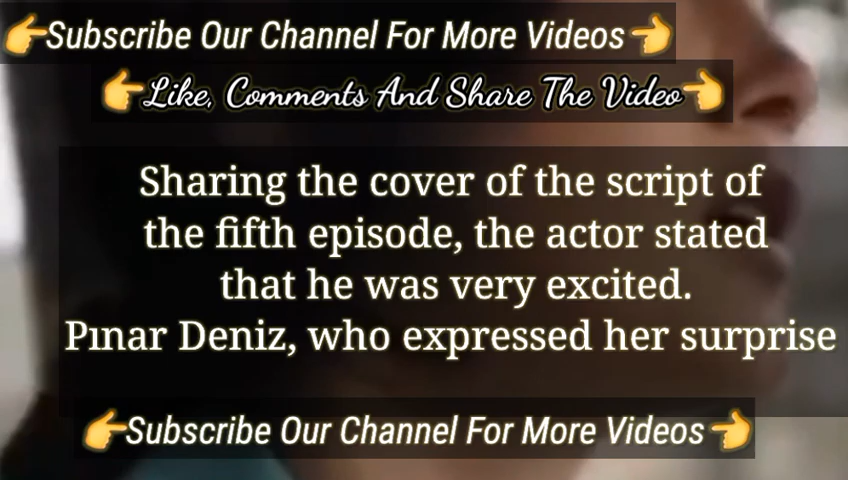 👉Subscribe Our Channel For More Videos👈
👉Like, Comments And Share The Video👈
Sharing the cover of the script of
the fifth episode, the actor stated
that he was very excited.
Pınar Deniz, who expressed her surprise
👉Subscribe Our Channel For More Videos👈